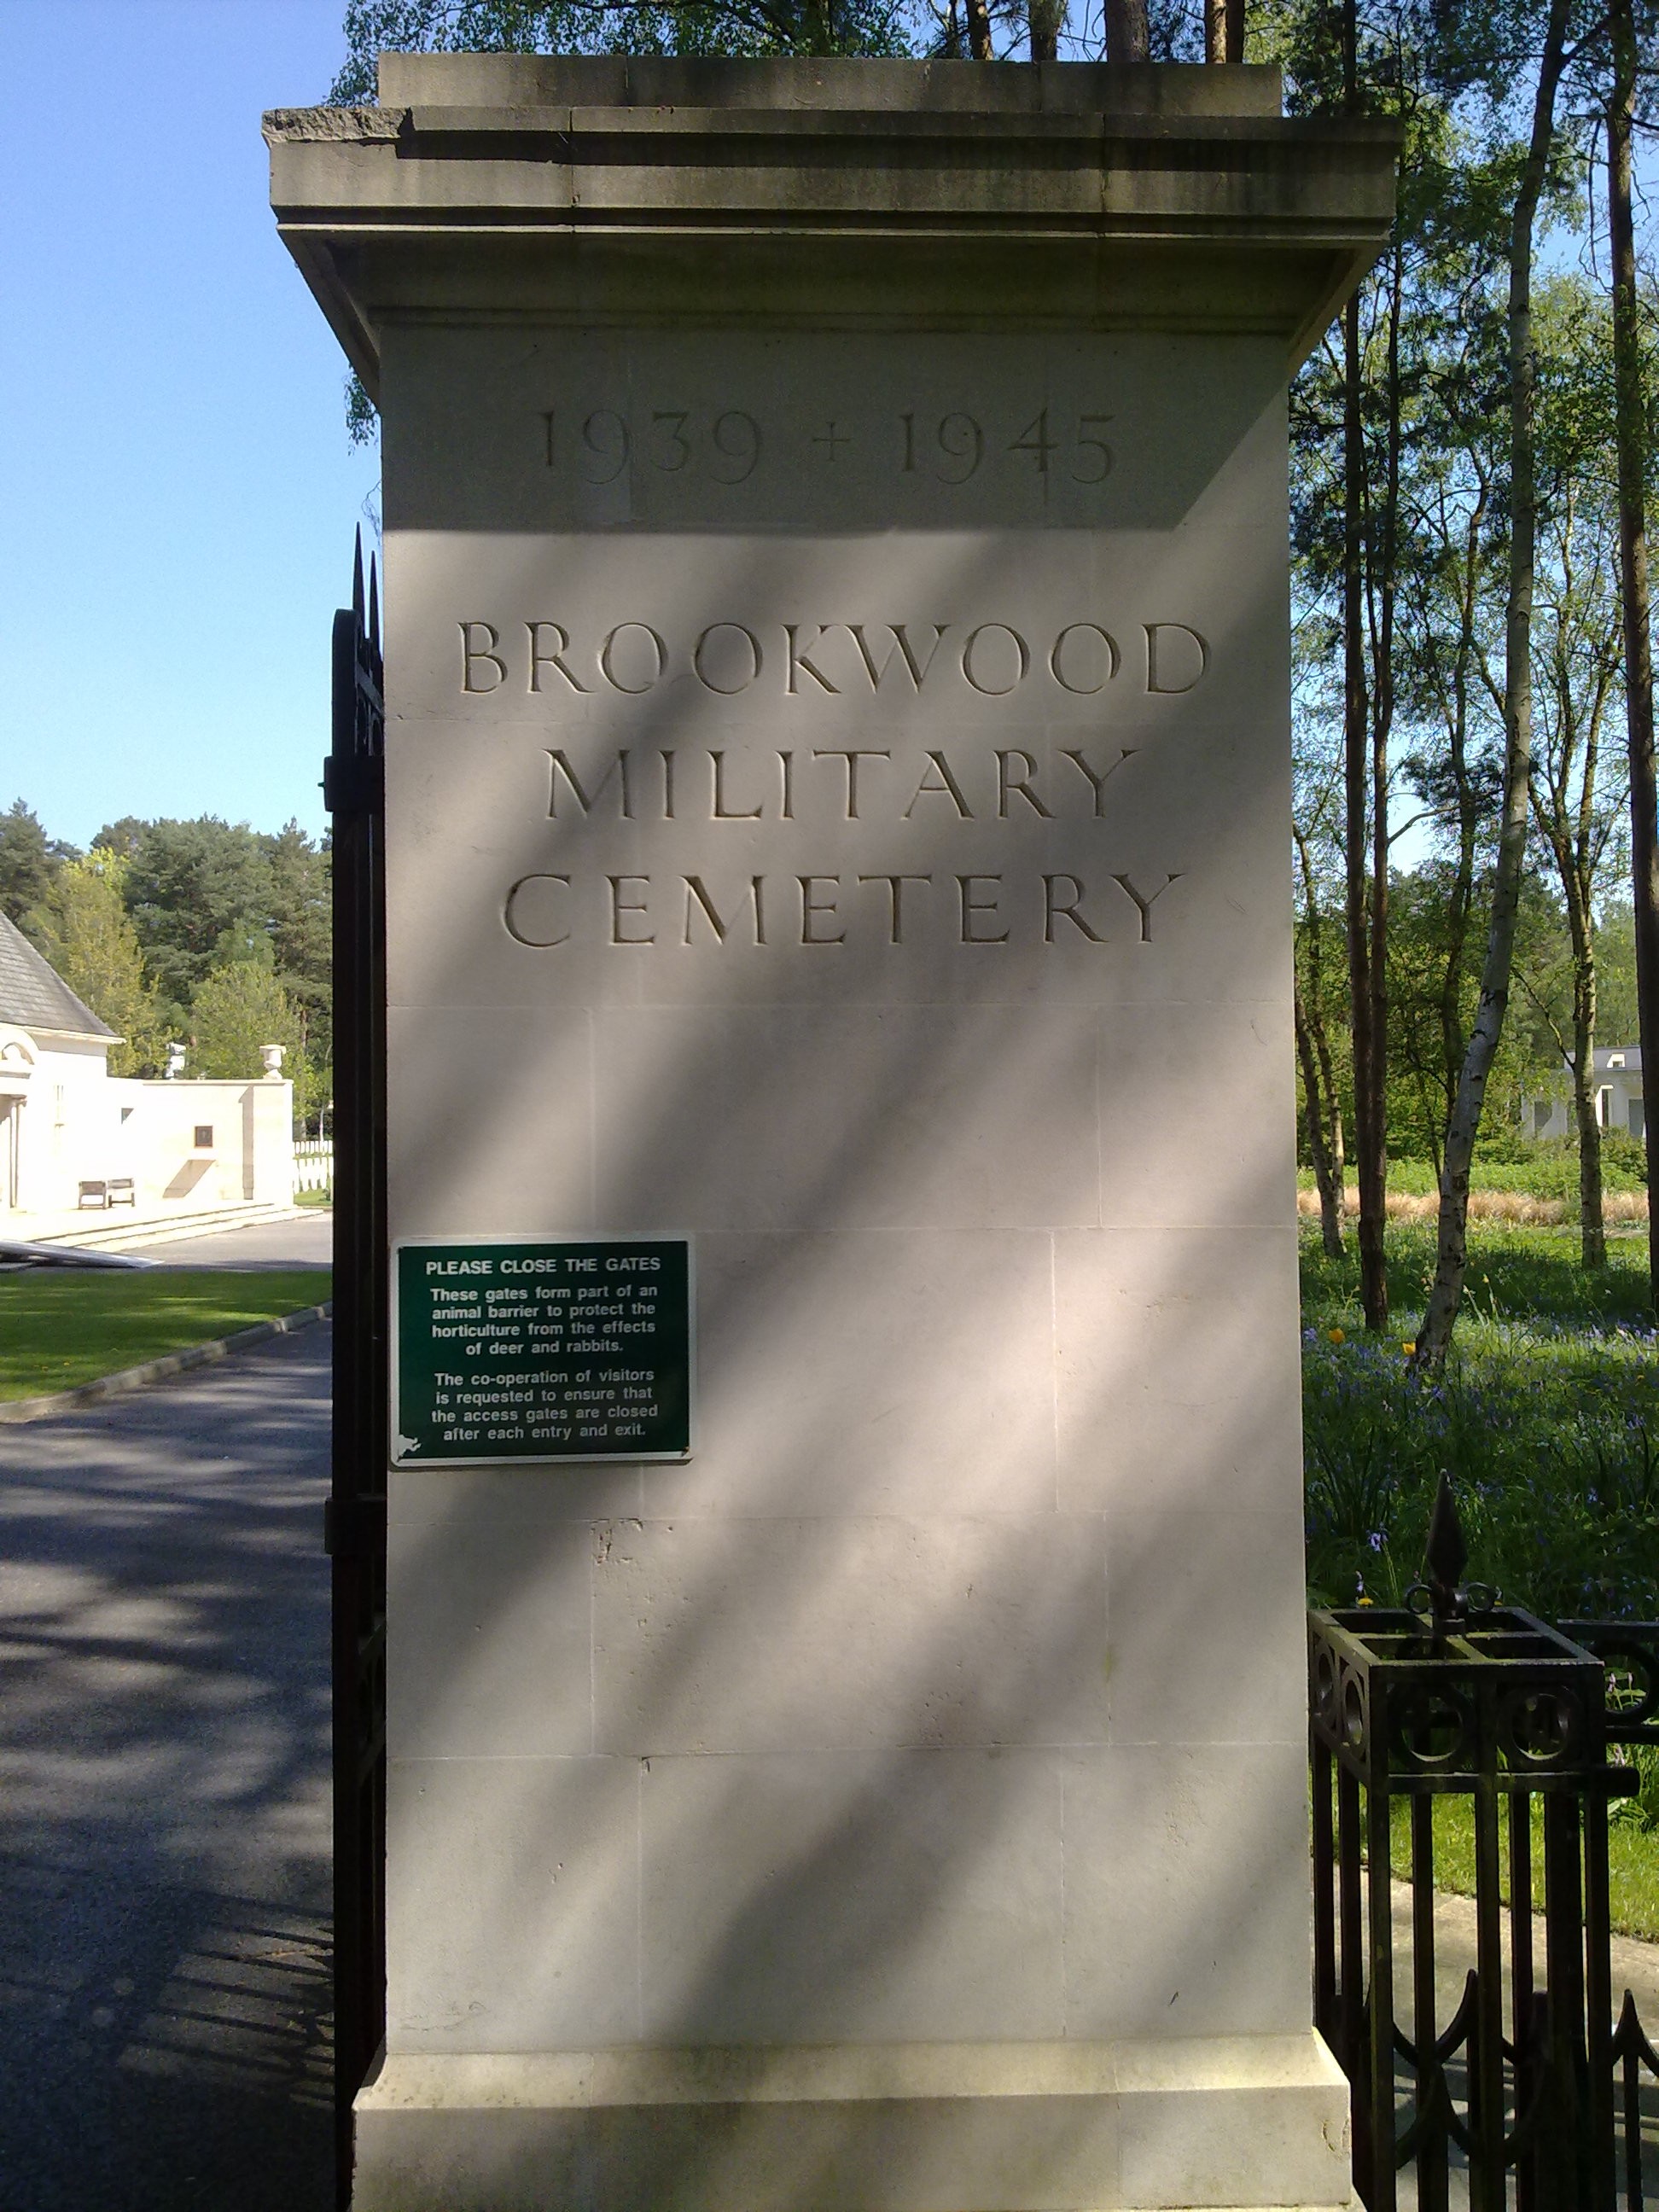 1939 + 1945
BROOKWOOD
MILITARY
CEMETERY
PLEASE CLOSE THE GATES
These gates form part of an
animal barrier to protect the
horticulture from the effects
of deer and rabbits.
The co-operation of visitors
is requested to ensure that
the access gates are closed
after each entry and exit.